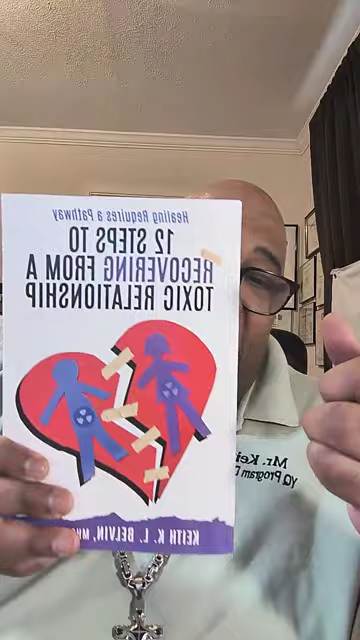 Healing Requires a Pathway
12 STEPS TO
RECOVERING FROM A
TOXIC RELATIONSHIP
KEITH K. L. BELVIN,
Mr.
Program